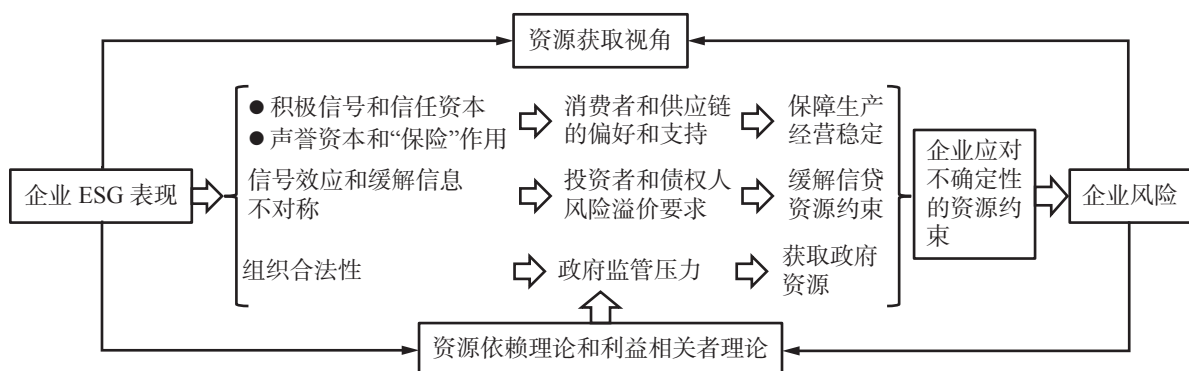 资源获取视角
●积极信号和信任资本
●声誉资本和“保险”作用
消费者和供应链
的偏好和支持
保障生产
经营稳定
企业 ESG 表现
信号效应和缓解信息
不对称
投资者和债权人
风险溢价要求
缓解信贷
资源约束
组织合法性
政府监管压力
获取政府
资源
企业应对
不确定性
的资源约
束
企业风险
资源依赖理论和利益相关者理论